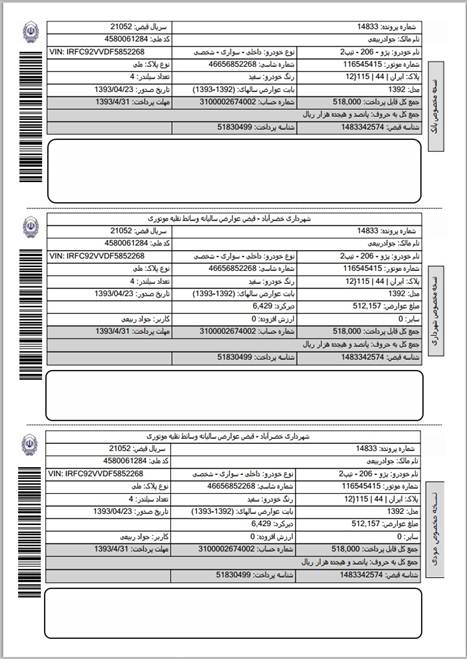 شماره پرونده: 14833 سریال قبض: 21052
نام مالک: جوادربیعی کد ملی: 4580061284
نام خودرو: پژو - 206 - تیپ2 نوع خودرو: داخلی - سواری - شخصی VIN: IRFC92VVDF5852268
شماره موتور: 116545415 شماره شاسی: 46656852268 نوع پلاک: ملی
پلاک: ایران | 44 | 115ج12 رنگ خودرو: سفید تعداد سیلندر: 4
مدل: 1392 بابت عوارض سالهای: (1392-1393) تاریخ صدور: 1393/04/23
جمع کل قابل پرداخت: 518,000 شماره حساب: 3100002674002 مهلت پرداخت: 1393/4/31
جمع کل به حروف: پانصد و هیجده هزار ریال
شناسه قبض: 1483342574 شناسه پرداخت: 51830499
نسخه مخصوص بانک
شهرداری خضرآباد - قبض عوارض سالیانه وسائط نقلیه موتوری
شماره پرونده: 14833 سریال قبض: 21052
نام مالک: جوادربیعی کد ملی: 4580061284
نام خودرو: پژو - 206 - تیپ2 نوع خودرو: داخلی - سواری - شخصی VIN: IRFC92VVDF5852268
شماره موتور: 116545415 شماره شاسی: 46656852268 نوع پلاک: ملی
پلاک: ایران | 44 | 115ج12 رنگ خودرو: سفید تعداد سیلندر: 4
مدل: 1392 بابت عوارض سالهای: (1392-1393) تاریخ صدور: 1393/04/23
مبلغ عوارض: 512,157 دیرکرد: 6,429
سایر: 0 ارزش افزوده: 0 کاربر: جواد ربیعی
جمع کل قابل پرداخت: 518,000 شماره حساب: 3100002674002 مهلت پرداخت: 1393/4/31
جمع کل به حروف: پانصد و هیجده هزار ریال
شناسه قبض: 1483342574 شناسه پرداخت: 51830499
نسخه مخصوص شهرداری
شهرداری خضرآباد - قبض عوارض سالیانه وسائط نقلیه موتوری
شماره پرونده: 14833 سریال قبض: 21052
نام مالک: جوادربیعی کد ملی: 4580061284
نام خودرو: پژو - 206 - تیپ2 نوع خودرو: داخلی - سواری - شخصی VIN: IRFC92VVDF5852268
شماره موتور: 116545415 شماره شاسی: 46656852268 نوع پلاک: ملی
پلاک: ایران | 44 | 115ج12 رنگ خودرو: سفید تعداد سیلندر: 4
مدل: 1392 بابت عوارض سالهای: (1392-1393) تاریخ صدور: 1393/04/23
مبلغ عوارض: 512,157 دیرکرد: 6,429
سایر: 0 ارزش افزوده: 0 کاربر: جواد ربیعی
جمع کل قابل پرداخت: 518,000 شماره حساب: 3100002674002 مهلت پرداخت: 1393/4/31
جمع کل به حروف: پانصد و هیجده هزار ریال
شناسه قبض: 1483342574 شناسه پرداخت: 51830499
نسخه مخصوص مودی